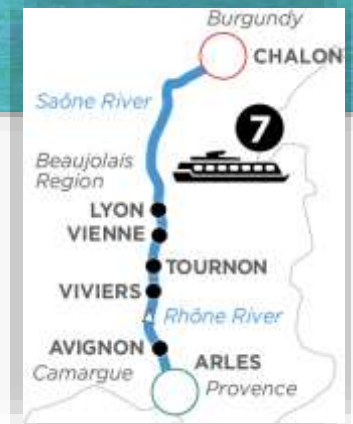 Burgundy
CHALON
Saône River
7
Beaujolais
Region
LYON
VIENNE
TOURNON
VIVIERS
Rhône River
AVIGNON
ARLES
Camargue
Provence